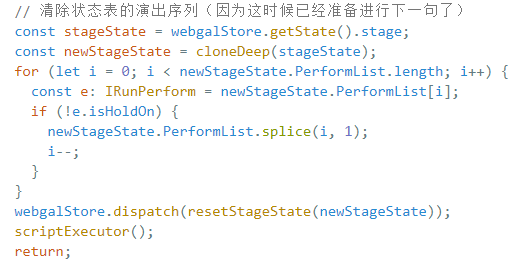 // 清除状态表的演出序列（因为这时候已经准备进行下一句了）
const stageState = webgalStore.getState().stage;
const newStageState = cloneDeep(stageState);
for (let i = 0; i < newStageState.PerformList.length; i++) {
  const e: IRunPerform = newStageState.PerformList[i];
  if (!e.isHoldOn) {
    newStageState.PerformList.splice(i, 1);
    i--;
  }
}
webgalStore.dispatch(resetStageState(newStageState));
scriptExecutor();
return;